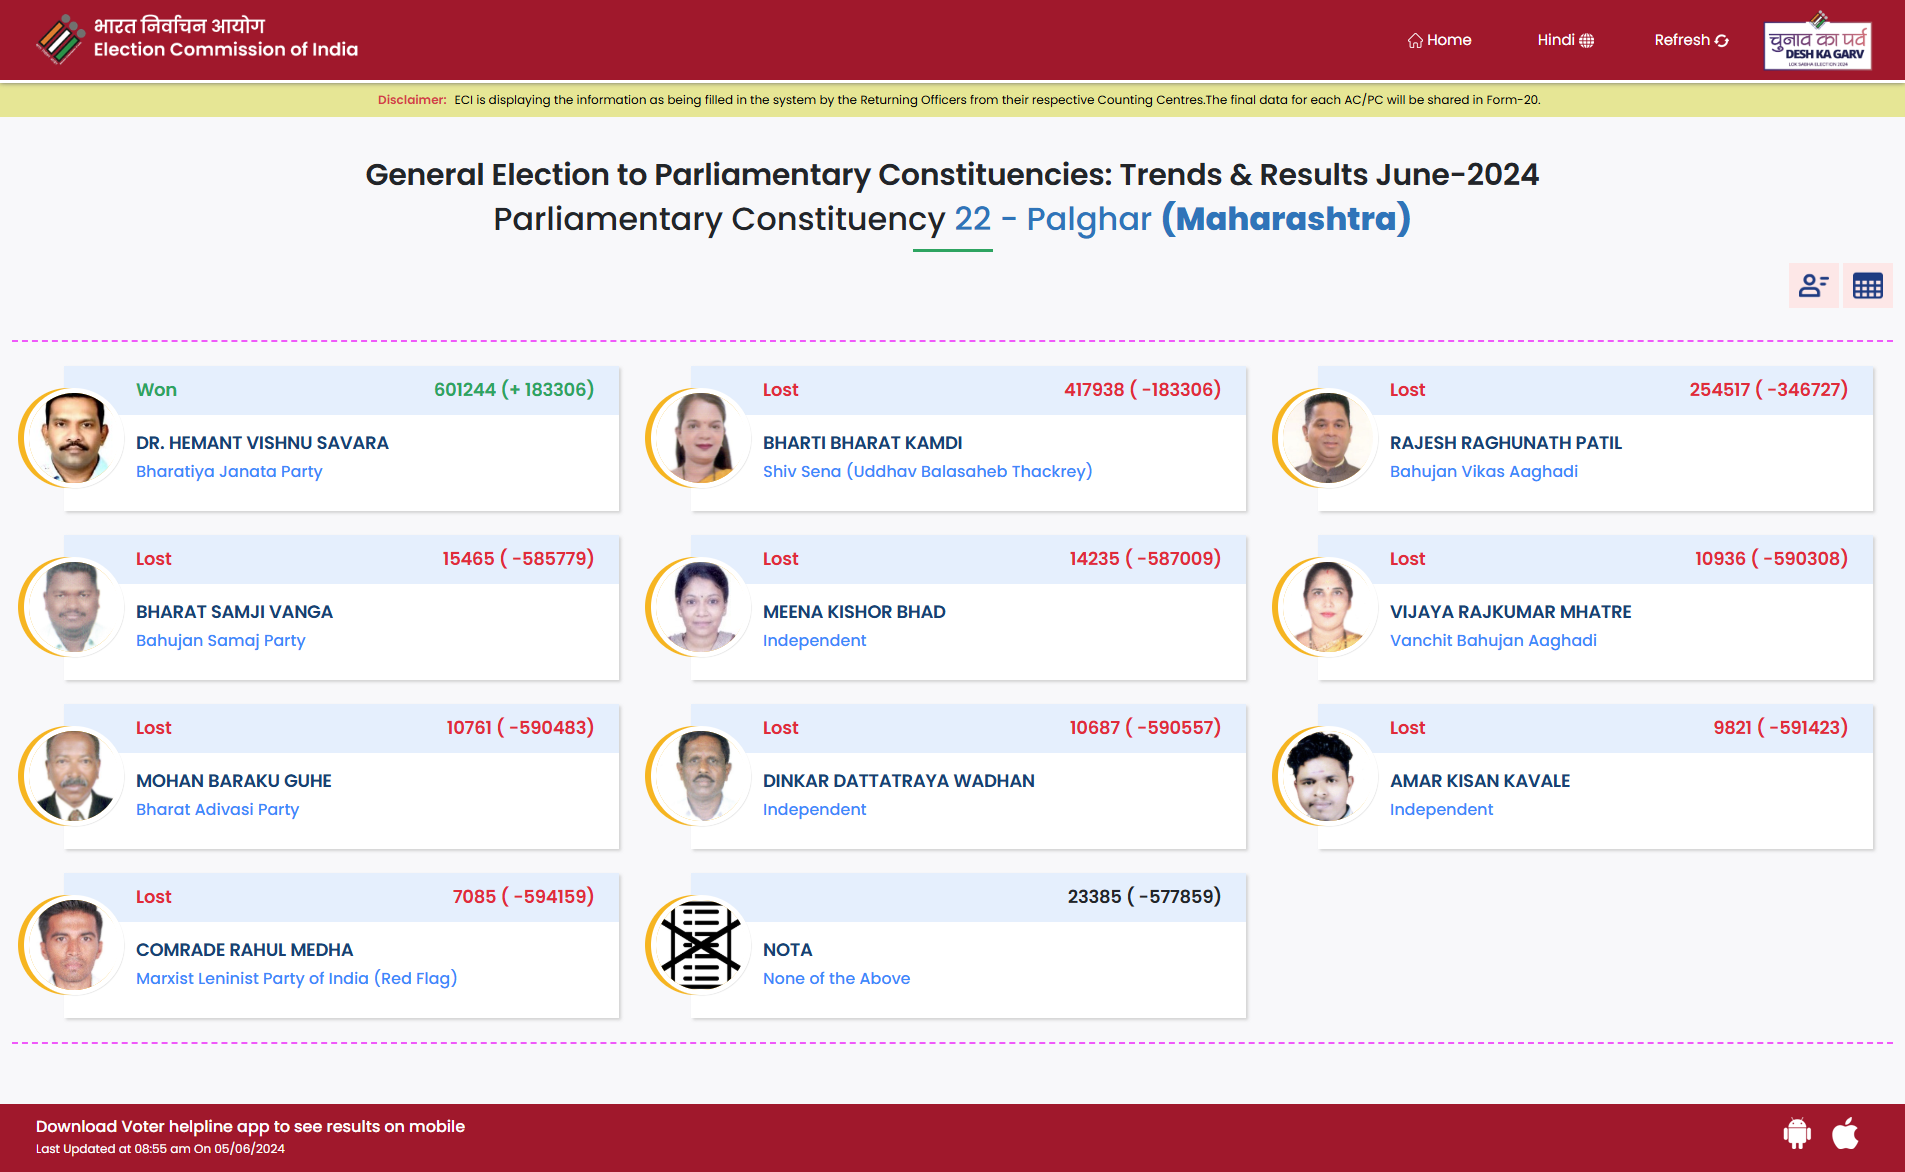 भारत निर्वाचन आयोग
Election Commission of India
Home
Hindi
Refresh
चुनाव का पर्व
DESH KA GARV
LOK SABHA ELECTION 2024
Disclaimer: ECI is displaying the information as being filled in the system by the Returning Officers from their respective Counting Centres.The final data for each AC/PC will be shared in Form-20.
General Election to Parliamentary Constituencies: Trends & Results June-2024
Parliamentary Constituency 22 - Palghar (Maharashtra)
Won 601244 (+ 183306)
DR. HEMANT VISHNU SAVARA
Bharatiya Janata Party
Lost 417938 ( -183306)
BHARTI BHARAT KAMDI
Shiv Sena (Uddhav Balasaheb Thackrey)
Lost 254517 ( -346727)
RAJESH RAGHUNATH PATIL
Bahujan Vikas Aaghadi
Lost 15465 ( -585779)
BHARAT SAMJI VANGA
Bahujan Samaj Party
Lost 14235 ( -587009)
MEENA KISHOR BHAD
Independent
Lost 10936 ( -590308)
VIJAYA RAJKUMAR MHATRE
Vanchit Bahujan Aaghadi
Lost 10761 ( -590483)
MOHAN BARAKU GUHE
Bharat Adivasi Party
Lost 10687 ( -590557)
DINKAR DATTATRAYA WADHAN
Independent
Lost 9821 ( -591423)
AMAR KISAN KAVALE
Independent
Lost 7085 ( -594159)
COMRADE RAHUL MEDHA
Marxist Leninist Party of India (Red Flag)
23385 ( -577859)
NOTA
None of the Above
Download Voter helpline app to see results on mobile
Last Updated at 08:55 am On 05/06/2024